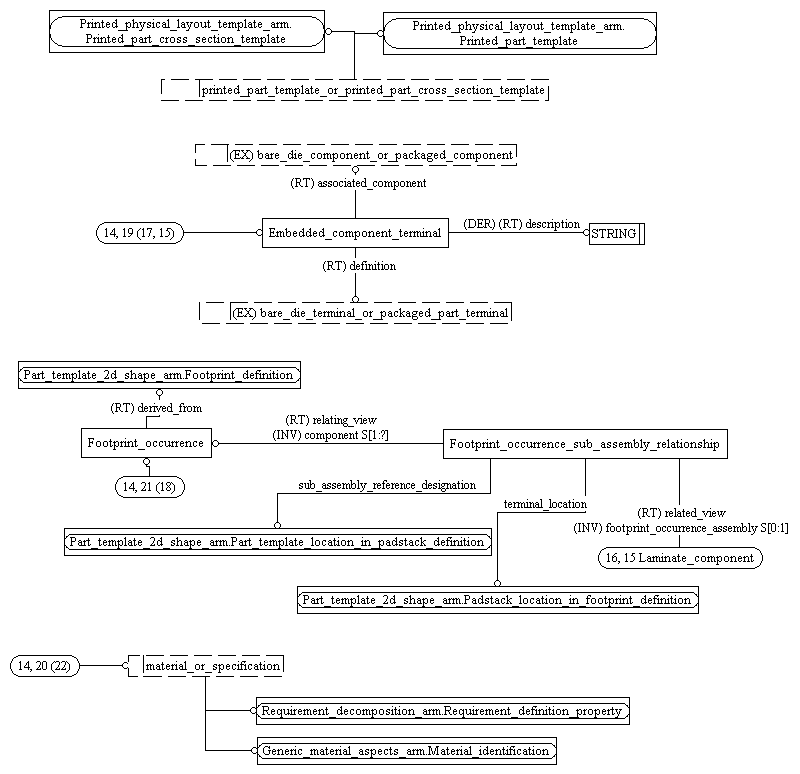 Printed_physical_layout_template_arm.
Printed_part_cross_section_template
Printed_physical_layout_template_arm.
Printed_part_template
printed_part_template_or_printed_part_cross_section_template
(EX) bare_die_component_or_packaged_component
(RT) associated_component
14, 19 (17, 15)
Embedded_component_terminal
(DER) (RT) description
STRING
(RT) definition
(EX) bare_die_terminal_or_packaged_part_terminal
Part_template_2d_shape_arm.Footprint_definition
(RT) derived_from
Footprint_occurrence
(RT) relating_view
(INV) component S[1:?]
Footprint_occurrence_sub_assembly_relationship
14, 21 (18)
sub_assembly_reference_designation
terminal_location
(RT) related_view
(INV) footprint_occurrence_assembly S[0:1]
Part_template_2d_shape_arm.Part_template_location_in_padstack_definition
16, 15 Laminate_component
Part_template_2d_shape_arm.Padstack_location_in_footprint_definition
14, 20 (22)
material_or_specification
Requirement_decomposition_arm.Requirement_definition_property
Generic_material_aspects_arm.Material_identification